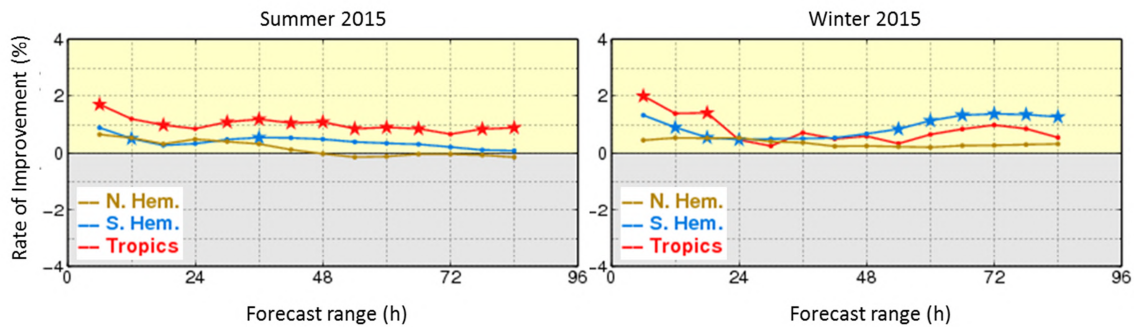 Summer 2015
Winter 2015
Rate of Improvement (%)
4
2
0
−2
−4
N. Hem.
S. Hem.
Tropics
0 24 48 72 96
Forecast range (h)
4
2
0
−2
−4
N. Hem.
S. Hem.
Tropics
0 24 48 72 96
Forecast range (h)